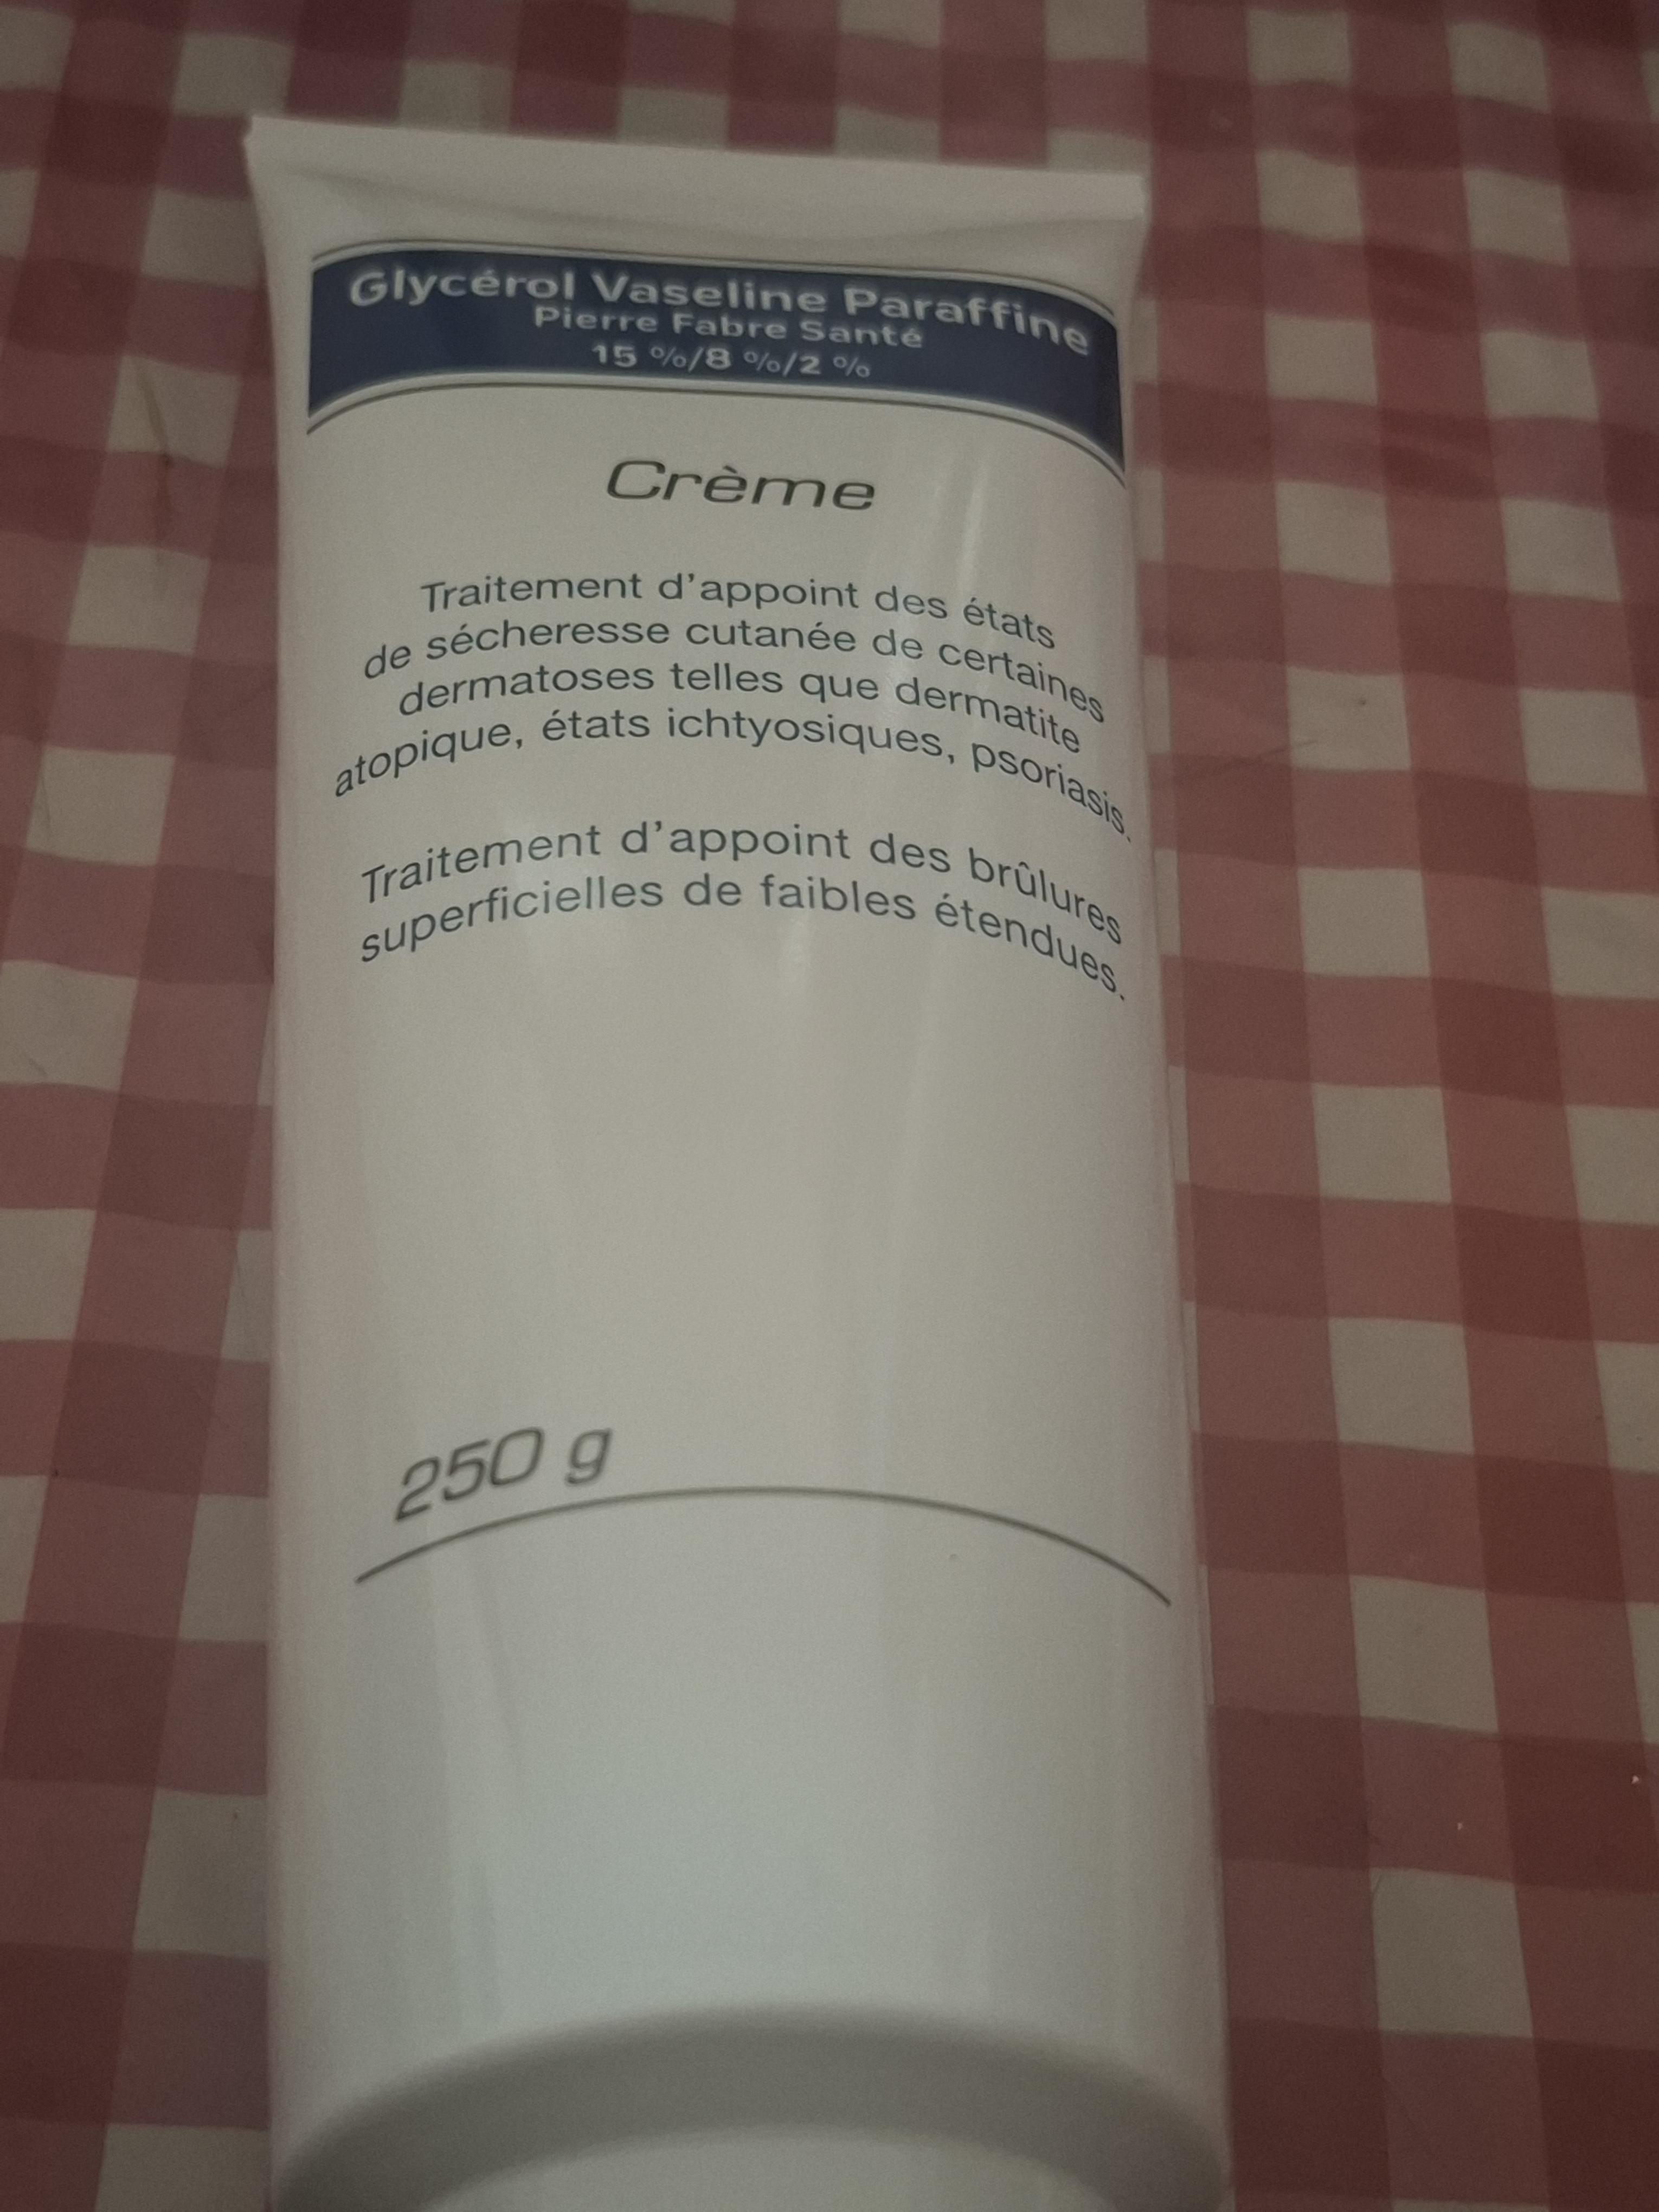 Glycérol Vaseline Paraffine
Pierre Fabre Santé
15 %/8 %/2 %
Crème
Traitement d'appoint des états
de sécheresse cutanée de certaines
dermatoses telles que dermatite
atopique, états ichtyosiques, psoriasis.
Traitement d'appoint des brûlures
superficielles de faibles étendues.
250 g